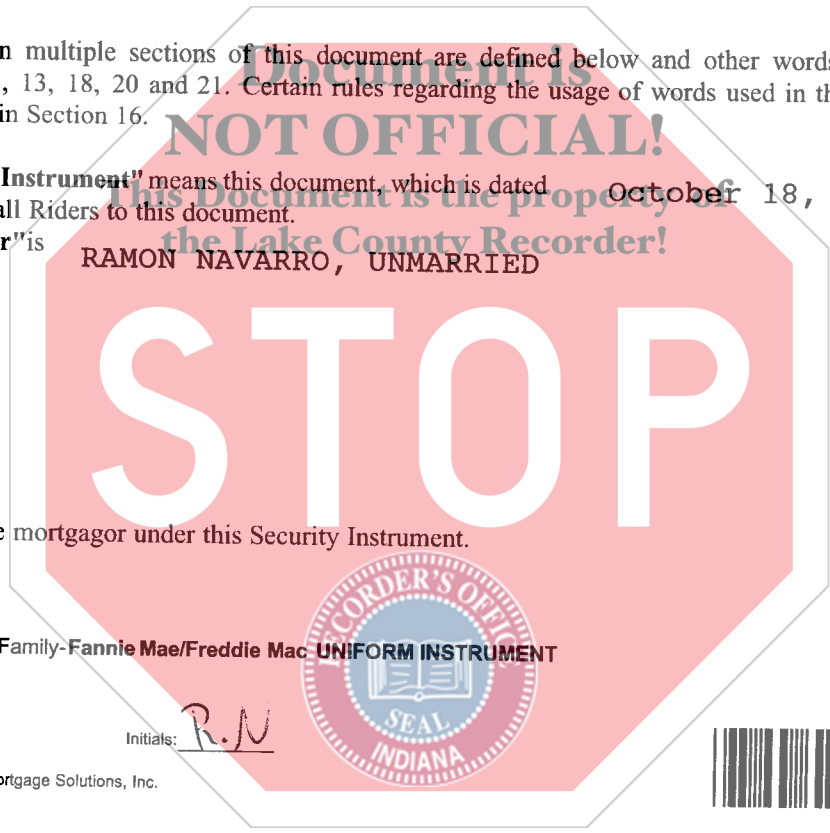 n multiple sections of this document are defined below and other words
, 13, 18, 20 and 21. Certain rules regarding the usage of words used in th
in Section 16.
Document is
NOT OFFICIAL!
This Document is the property of
the Lake County Recorder!
Instrument" means this document, which is dated October 18,
all Riders to this document.
r" is
RAMON NAVARRO, UNMARRIED
STOP
e mortgagor under this Security Instrument.
Family-Fannie Mae/Freddie Mac UNIFORM INSTRUMENT
RECORDER'S OFFICE
SEAL
INDIANA
Initials: R.N
ortgage Solutions, Inc.